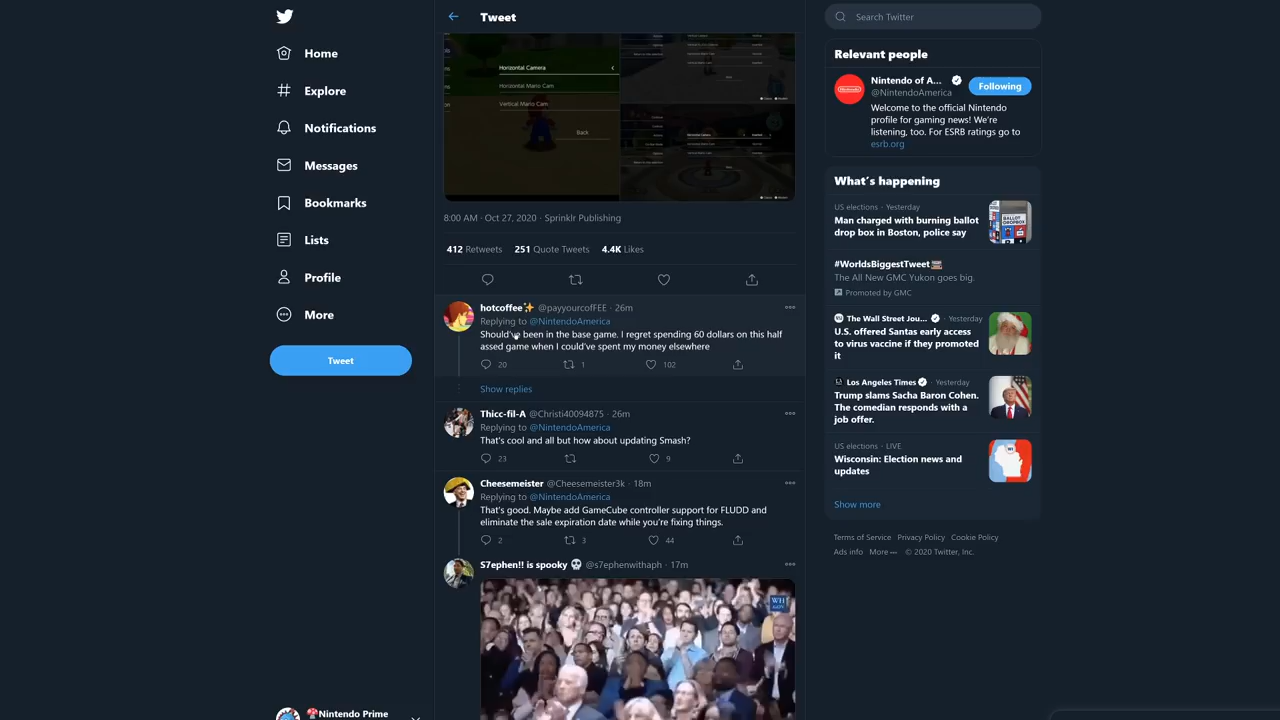 Tweet
Search Twitter
Home
Explore
Notifications
Messages
Bookmarks
Lists
Profile
More
Tweet
Nintendo Prime
Horizontal Camera
Horizontal Mario Cam
Vertical Mario Cam
Back
8:00 AM · Oct 27, 2020 · Sprinklr Publishing
412 Retweets 251 Quote Tweets 4.4K Likes
hotcoffee✨ @payyourcofFEE · 26m
Replying to @NintendoAmerica
Should've been in the base game. I regret spending 60 dollars on this half
assed game when I could've spent my money elsewhere
20 1 102
Show replies
Thicc-fil-A @Christi40094875 · 26m
Replying to @NintendoAmerica
That's cool and all but how about updating Smash?
23 9
Cheesemeister @Cheesemeister3k · 18m
Replying to @NintendoAmerica
That's good. Maybe add GameCube controller support for FLUDD and
eliminate the sale expiration date while you're fixing things.
2 3 44
S7ephen!! is spooky 💀 @s7ephenwithaph · 17m
WH
Relevant people
Nintendo of A...
@NintendoAmerica
Following
Welcome to the official Nintendo
profile for gaming news! We're
listening, too. For ESRB ratings go to
esrb.org
What's happening
US elections · Yesterday
Man charged with burning ballot
drop box in Boston, police say
#WorldsBiggestTweet
The All New GMC Yukon goes big.
Promoted by GMC
The Wall Street Jou... · Yesterday
U.S. offered Santas early access
to virus vaccine if they promoted
it
Los Angeles Times · Yesterday
Trump slams Sacha Baron Cohen.
The comedian responds with a
job offer.
US elections · LIVE
Wisconsin: Election news and
updates
Show more
Terms of Service Privacy Policy Cookie Policy
Ads info More © 2020 Twitter, Inc.